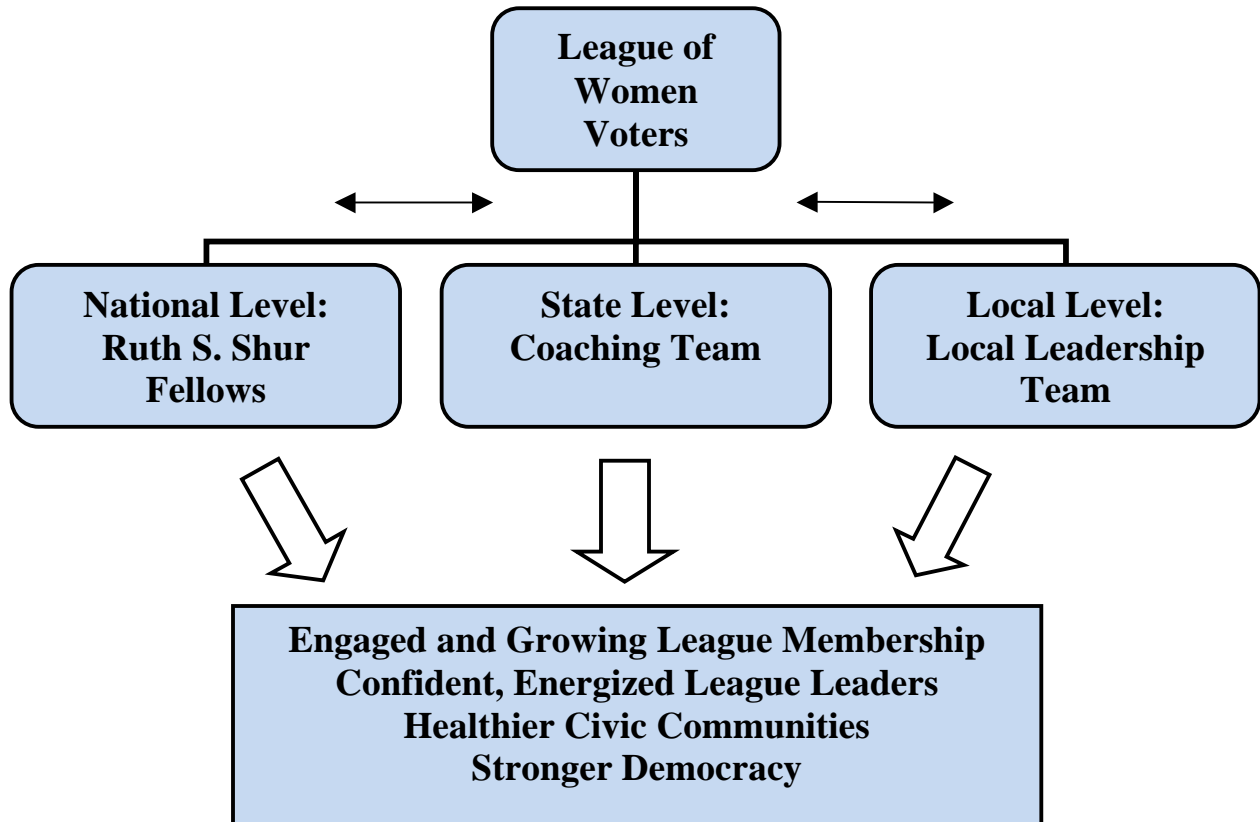 League of
Women
Voters
National Level:
Ruth S. Shur
Fellows
State Level:
Coaching Team
Local Level:
Local Leadership
Team
Engaged and Growing League Membership
Confident, Energized League Leaders
Healthier Civic Communities
Stronger Democracy